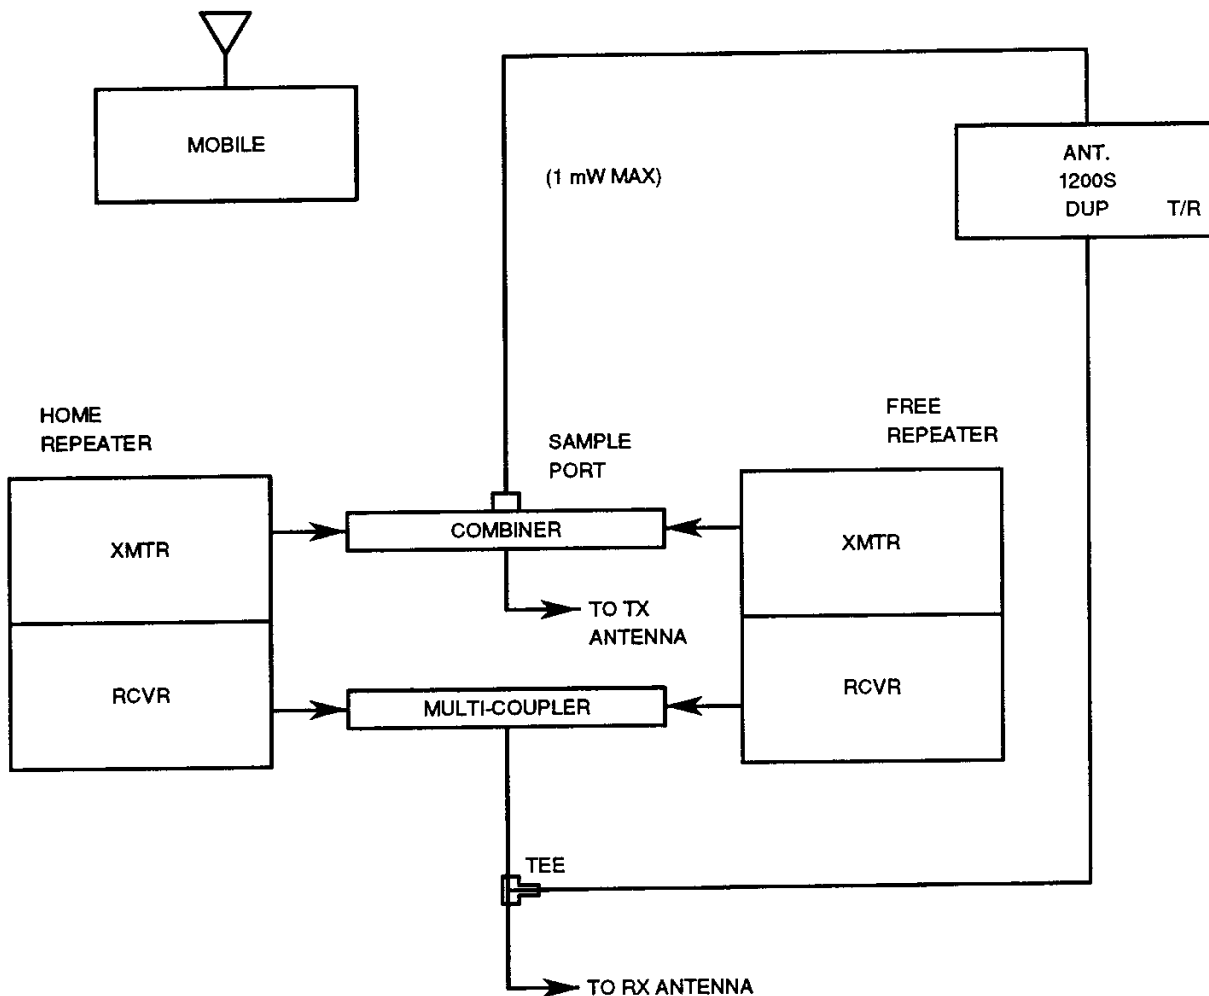 MOBILE
(1 mW MAX)
ANT.
1200S
DUP T/R
HOME
REPEATER
FREE
REPEATER
SAMPLE
PORT
XMTR
COMBINER
XMTR
TO TX
ANTENNA
RCVR
MULTI-COUPLER
RCVR
TEE
TO RX ANTENNA